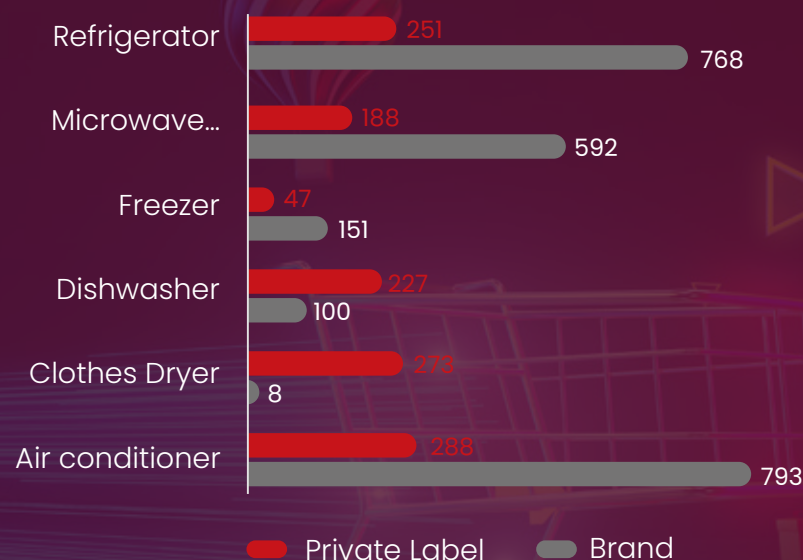 Refrigerator
251
768
Microwave...
188
592
Freezer
47
151
Dishwasher
227
100
Clothes Dryer
273
8
Air conditioner
288
793
Private Label
Brand